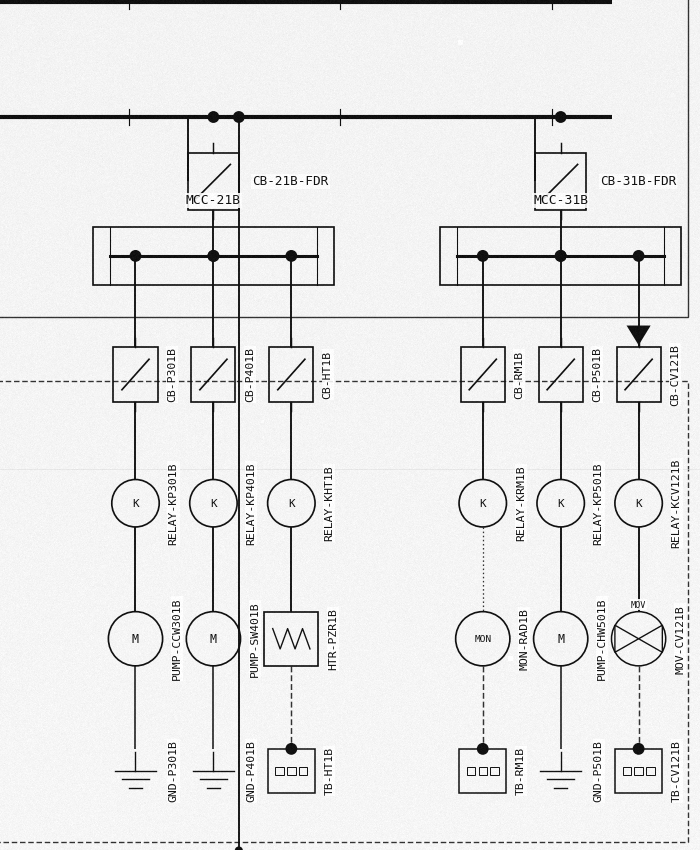 CB-21B-FDR
CB-31B-FDR
MCC-21B
MCC-31B
CB-P301B
CB-P401B
CB-HT1B
CB-RM1B
CB-P501B
CB-CV121B
K
RELAY-KP301B
K
RELAY-KP401B
K
RELAY-KHT1B
K
RELAY-KRM1B
K
RELAY-KP501B
K
RELAY-KCV121B
MOV
M
PUMP-CCW301B
M
PUMP-SW401B
HTR-PZR1B
MON
MON-RAD1B
M
PUMP-CHW501B
MOV-CV121B
GND-P301B
GND-P401B
TB-HT1B
TB-RM1B
GND-P501B
TB-CV121B